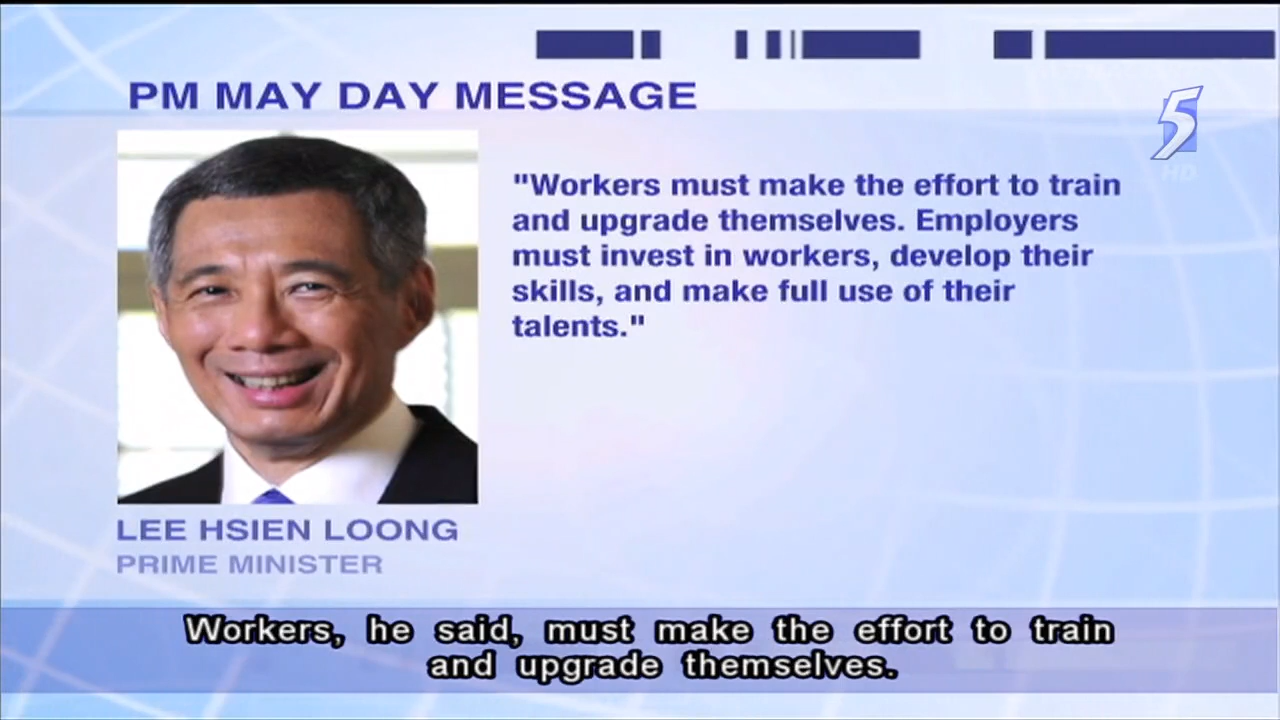 PM MAY DAY MESSAGE
5
HD
"Workers must make the effort to train
and upgrade themselves. Employers
must invest in workers, develop their
skills, and make full use of their
talents."
LEE HSIEN LOONG
PRIME MINISTER
Workers, he said, must make the effort to train
and upgrade themselves.